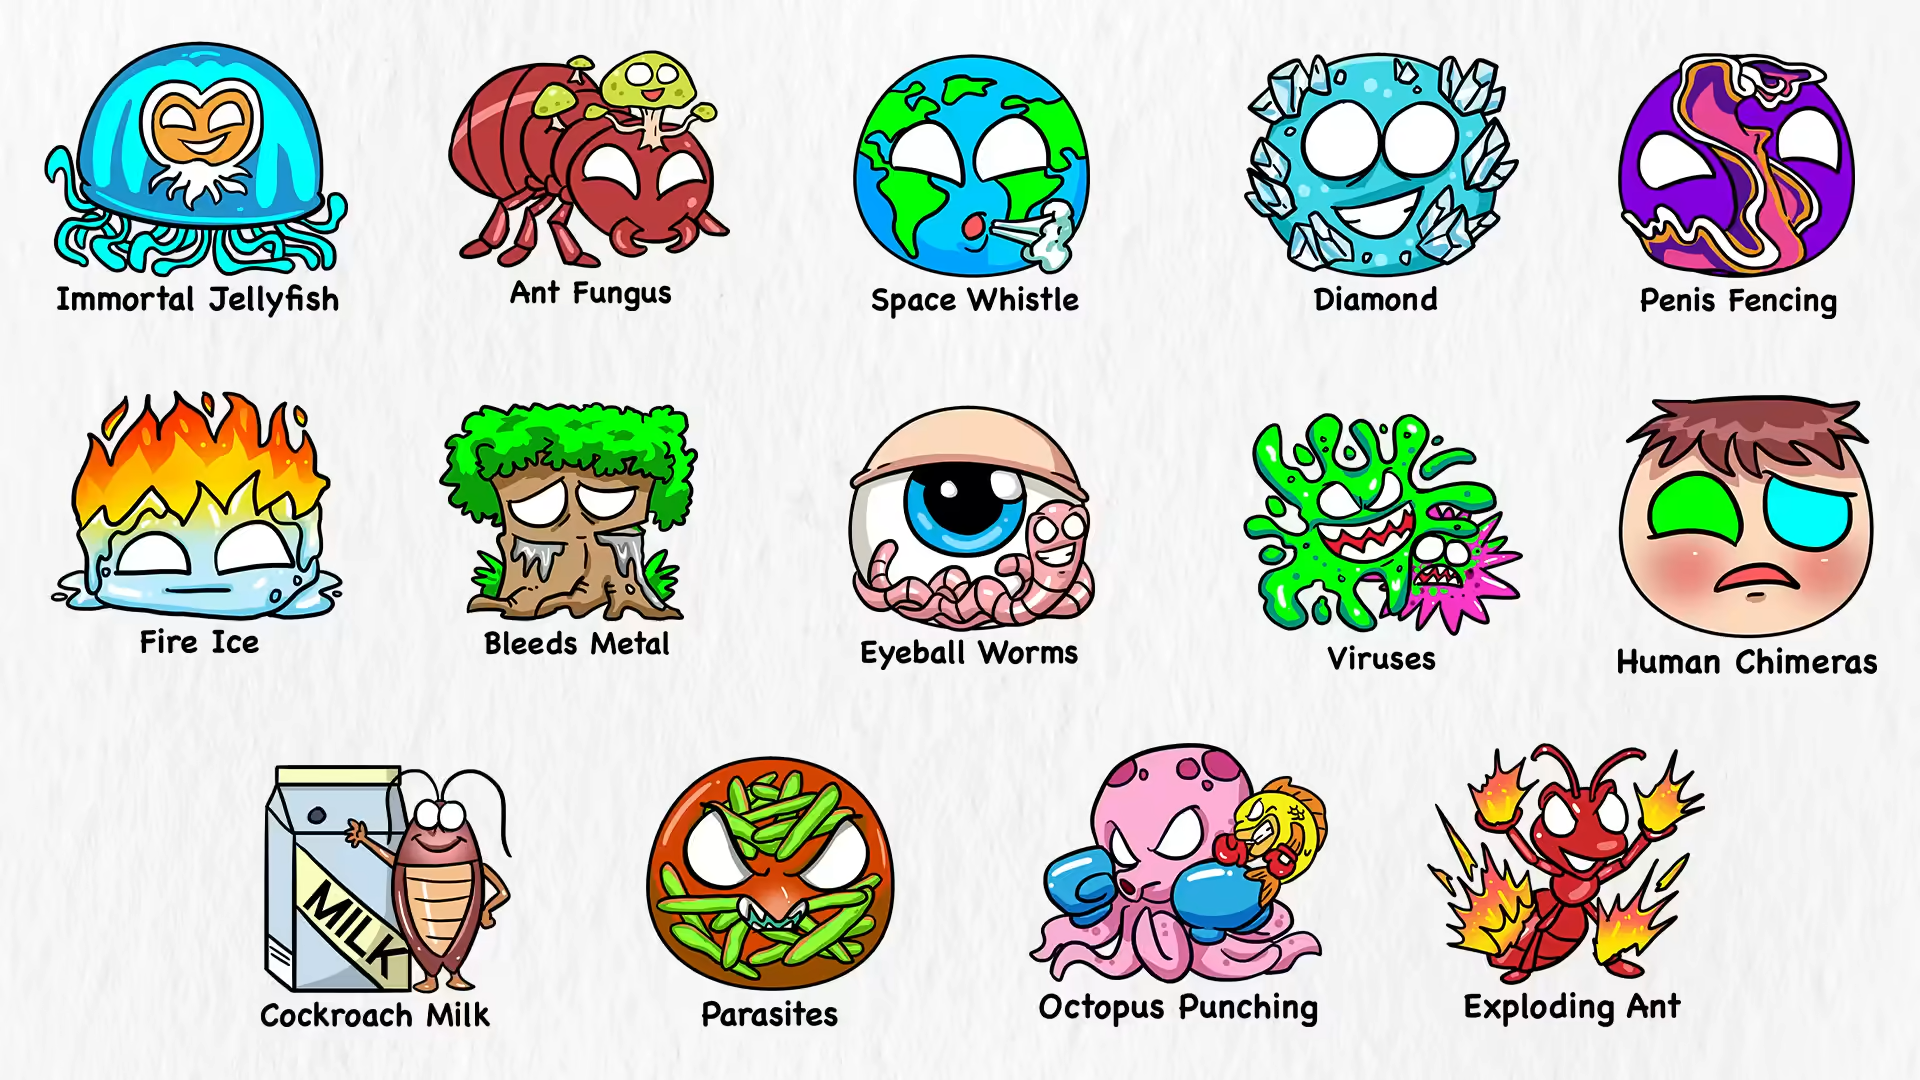 Immortal Jellyfish
Ant Fungus
Space Whistle
Diamond
Penis Fencing
Fire Ice
Bleeds Metal
Eyeball Worms
Viruses
Human Chimeras
MILK
Cockroach Milk
Parasites
Octopus Punching
Exploding Ant